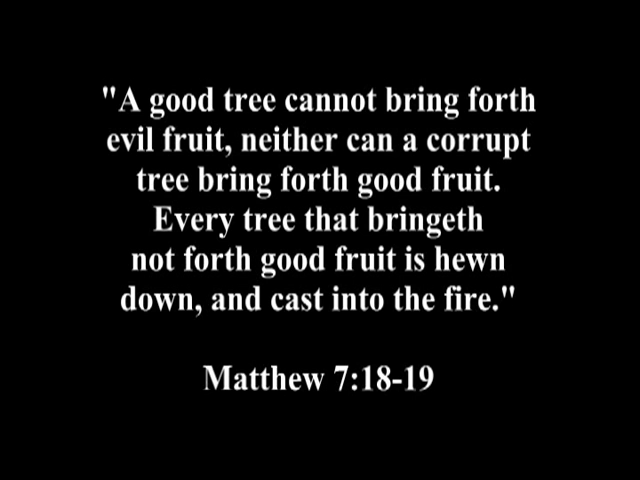 "A good tree cannot bring forth
evil fruit, neither can a corrupt
tree bring forth good fruit.
Every tree that bringeth
not forth good fruit is hewn
down, and cast into the fire."
Matthew 7:18-19